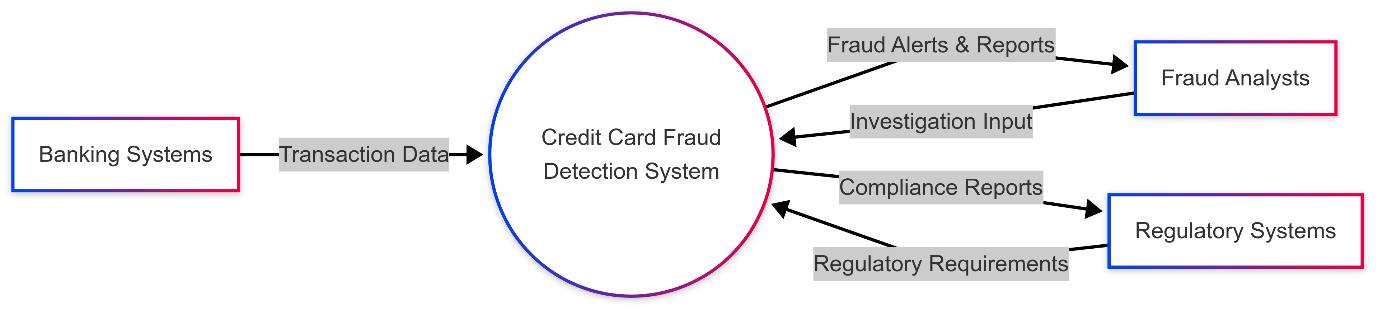 Fraud Alerts & Reports
Fraud Analysts
Investigation Input
Banking Systems
Transaction Data
Credit Card Fraud
Detection System
Compliance Reports
Regulatory Systems
Regulatory Requirements